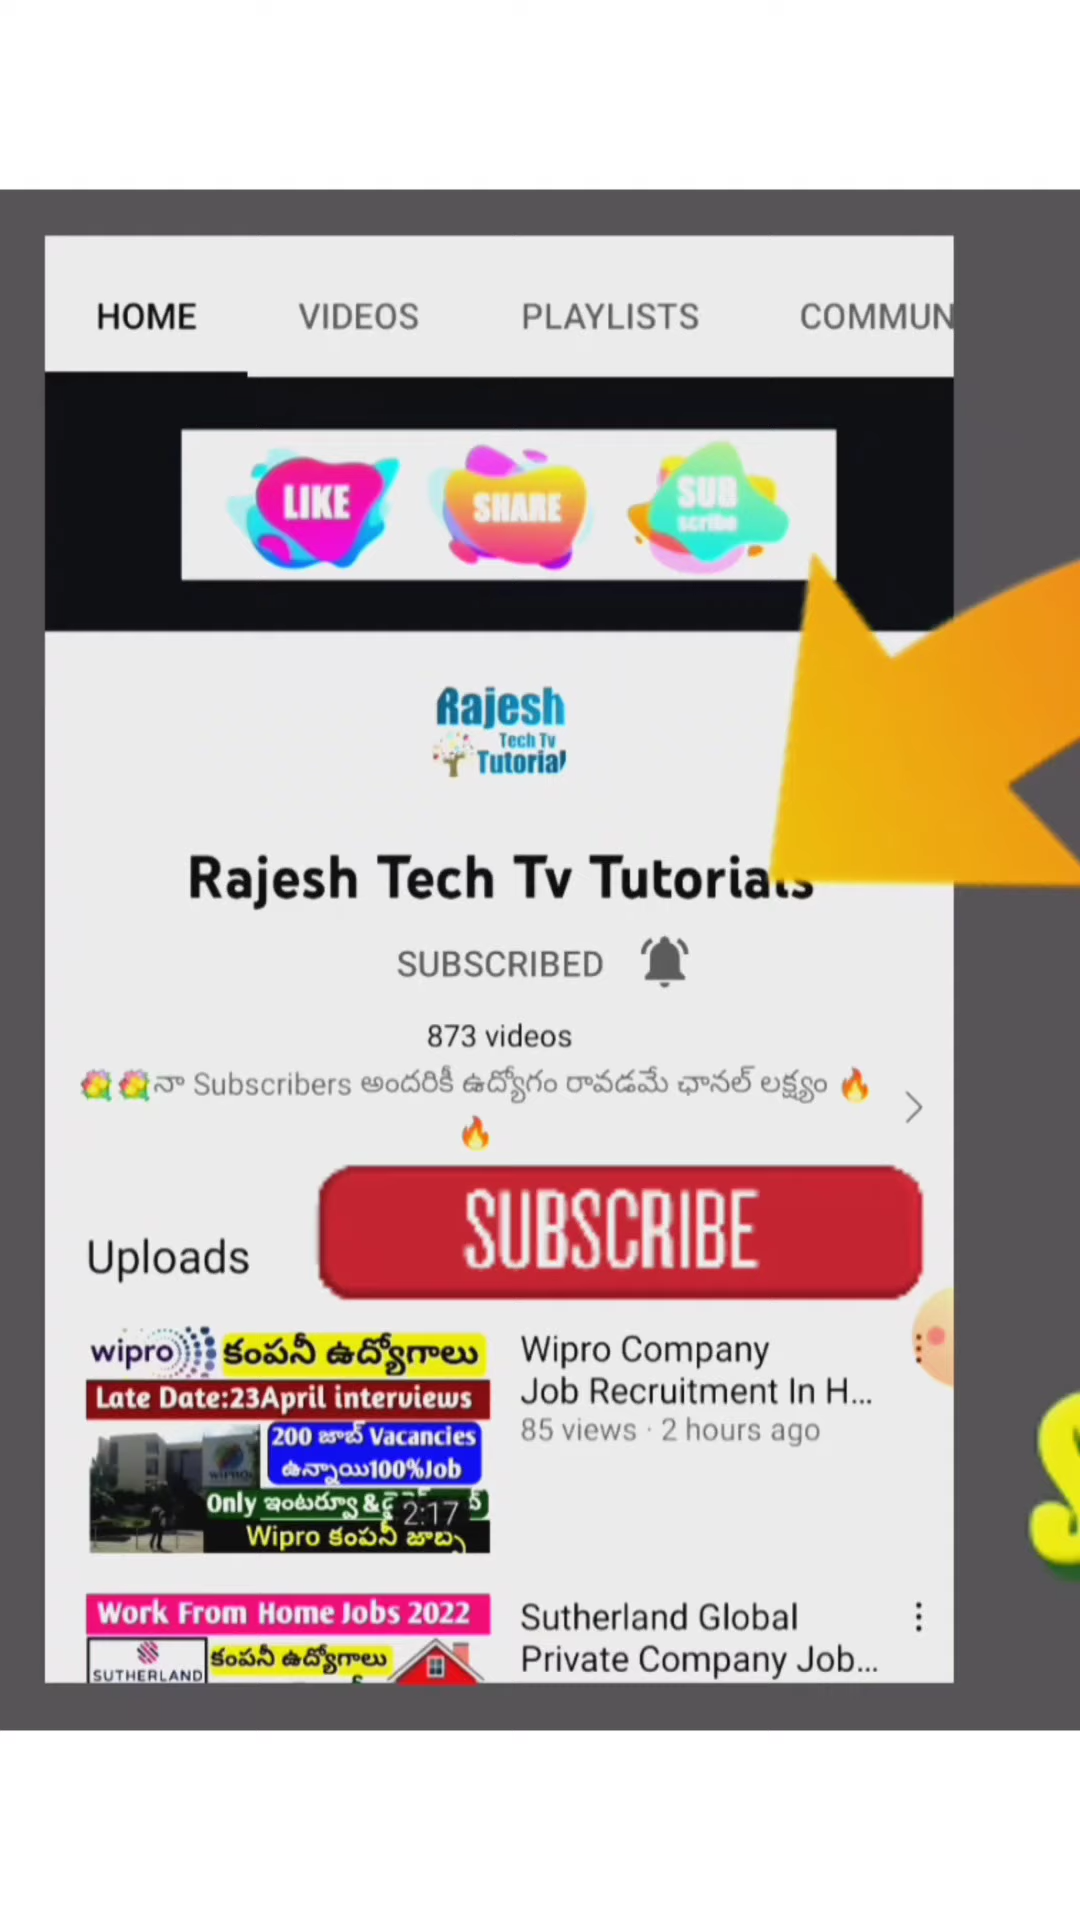 HOME VIDEOS PLAYLISTS COMMUN
LIKE SHARE SUB
scribe
Rajesh
Tech Tv
Tutorial
Rajesh Tech Tv Tutorials
SUBSCRIBED
873 videos
💐💐నా Subscribers అందరికీ ఉద్యోగం రావడమే ఛానల్ లక్ష్యం 🔥
🔥
SUBSCRIBE
Uploads
wipro కంపెనీ ఉద్యోగాలు
Late Date:23April interviews
200 జాబ్ Vacancies
ఉన్నాయి100%Job
Only ఇంటర్వ్యూ &
2:17
Wipro కంపెనీ జాబ్స్
Wipro Company
Job Recruitment In H...
85 views · 2 hours ago
Work From Home Jobs 2022
SUTHERLAND
కంపనీ ఉద్యోగాలు
Sutherland Global
Private Company Job...